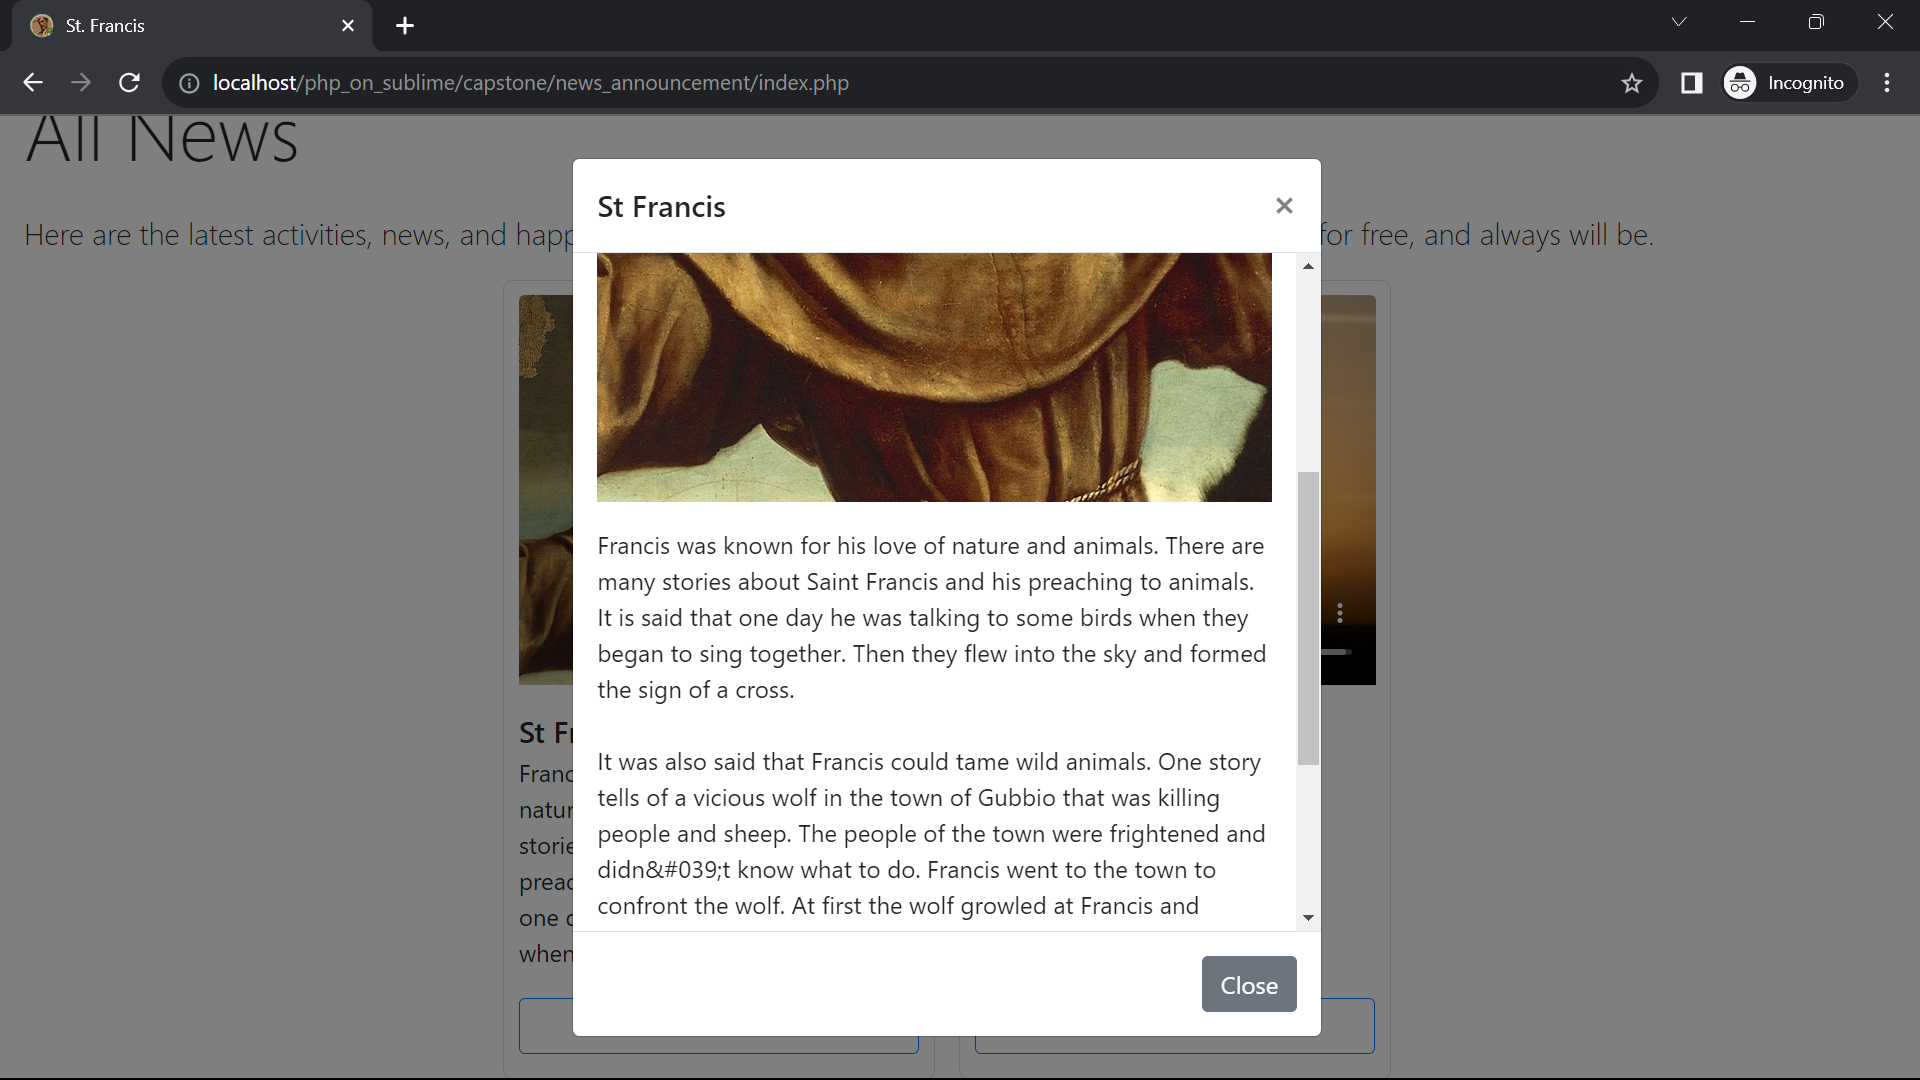 St. Francis
localhost/php_on_sublime/capstone/news_announcement/index.php
Incognito
All News
Here are the latest activities, news, and happ
for free, and always will be.
St Francis
Francis was known for his love of nature and animals. There are
many stories about Saint Francis and his preaching to animals.
It is said that one day he was talking to some birds when they
began to sing together. Then they flew into the sky and formed
the sign of a cross.
It was also said that Francis could tame wild animals. One story
tells of a vicious wolf in the town of Gubbio that was killing
people and sheep. The people of the town were frightened and
didn&#039;t know what to do. Francis went to the town to
confront the wolf. At first the wolf growled at Francis and
Close
St Fr
Franc
natur
storie
preac
one
when